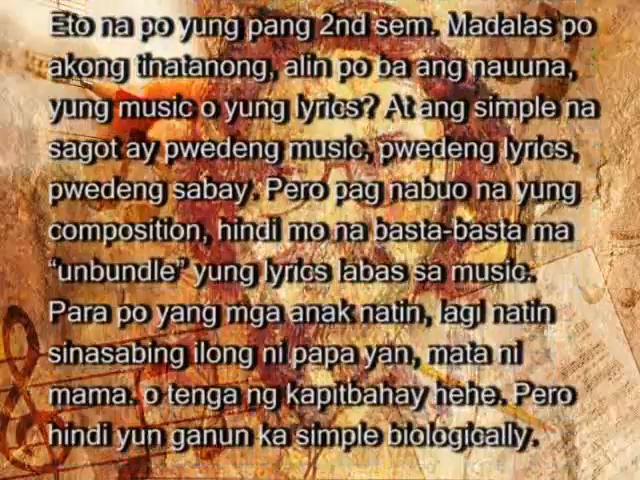 Eto na po yung pang 2nd sem. Madalas po
akong tinatanong, alin po ba ang nauuna,
yung music o yung lyrics? At ang simple na
sagot ay pwedeng music, pwedeng lyrics,
pwedeng sabay. Pero pag nabuo na yung
composition, hindi mo na basta-basta ma
“unbundle” yung lyrics labas sa music.
Para po yang mga anak natin, lagi natin
sinasabing ilong ni papa yan, mata ni
mama. o tenga ng kapitbahay hehe. Pero
hindi yun ganun ka simple biologically.